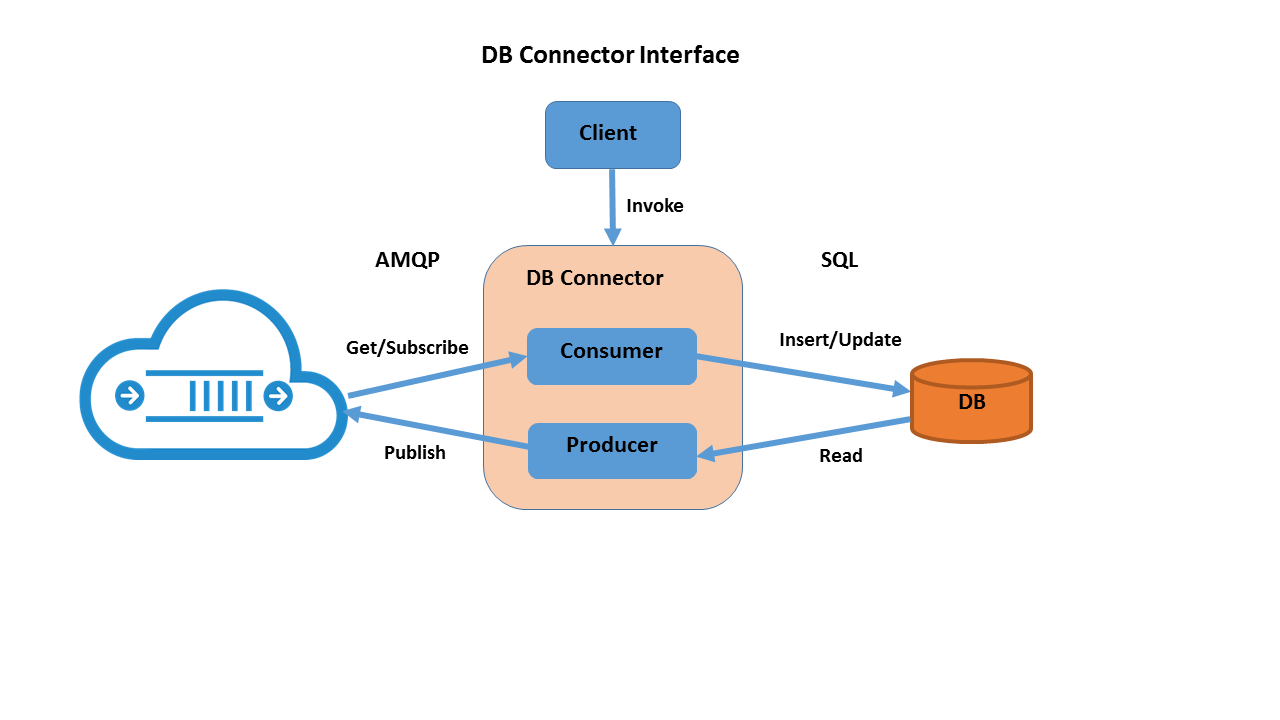 DB Connector Interface
Client
Invoke
AMQP
SQL
DB Connector
Get/Subscribe
Consumer
Insert/Update
DB
Publish
Producer
Read